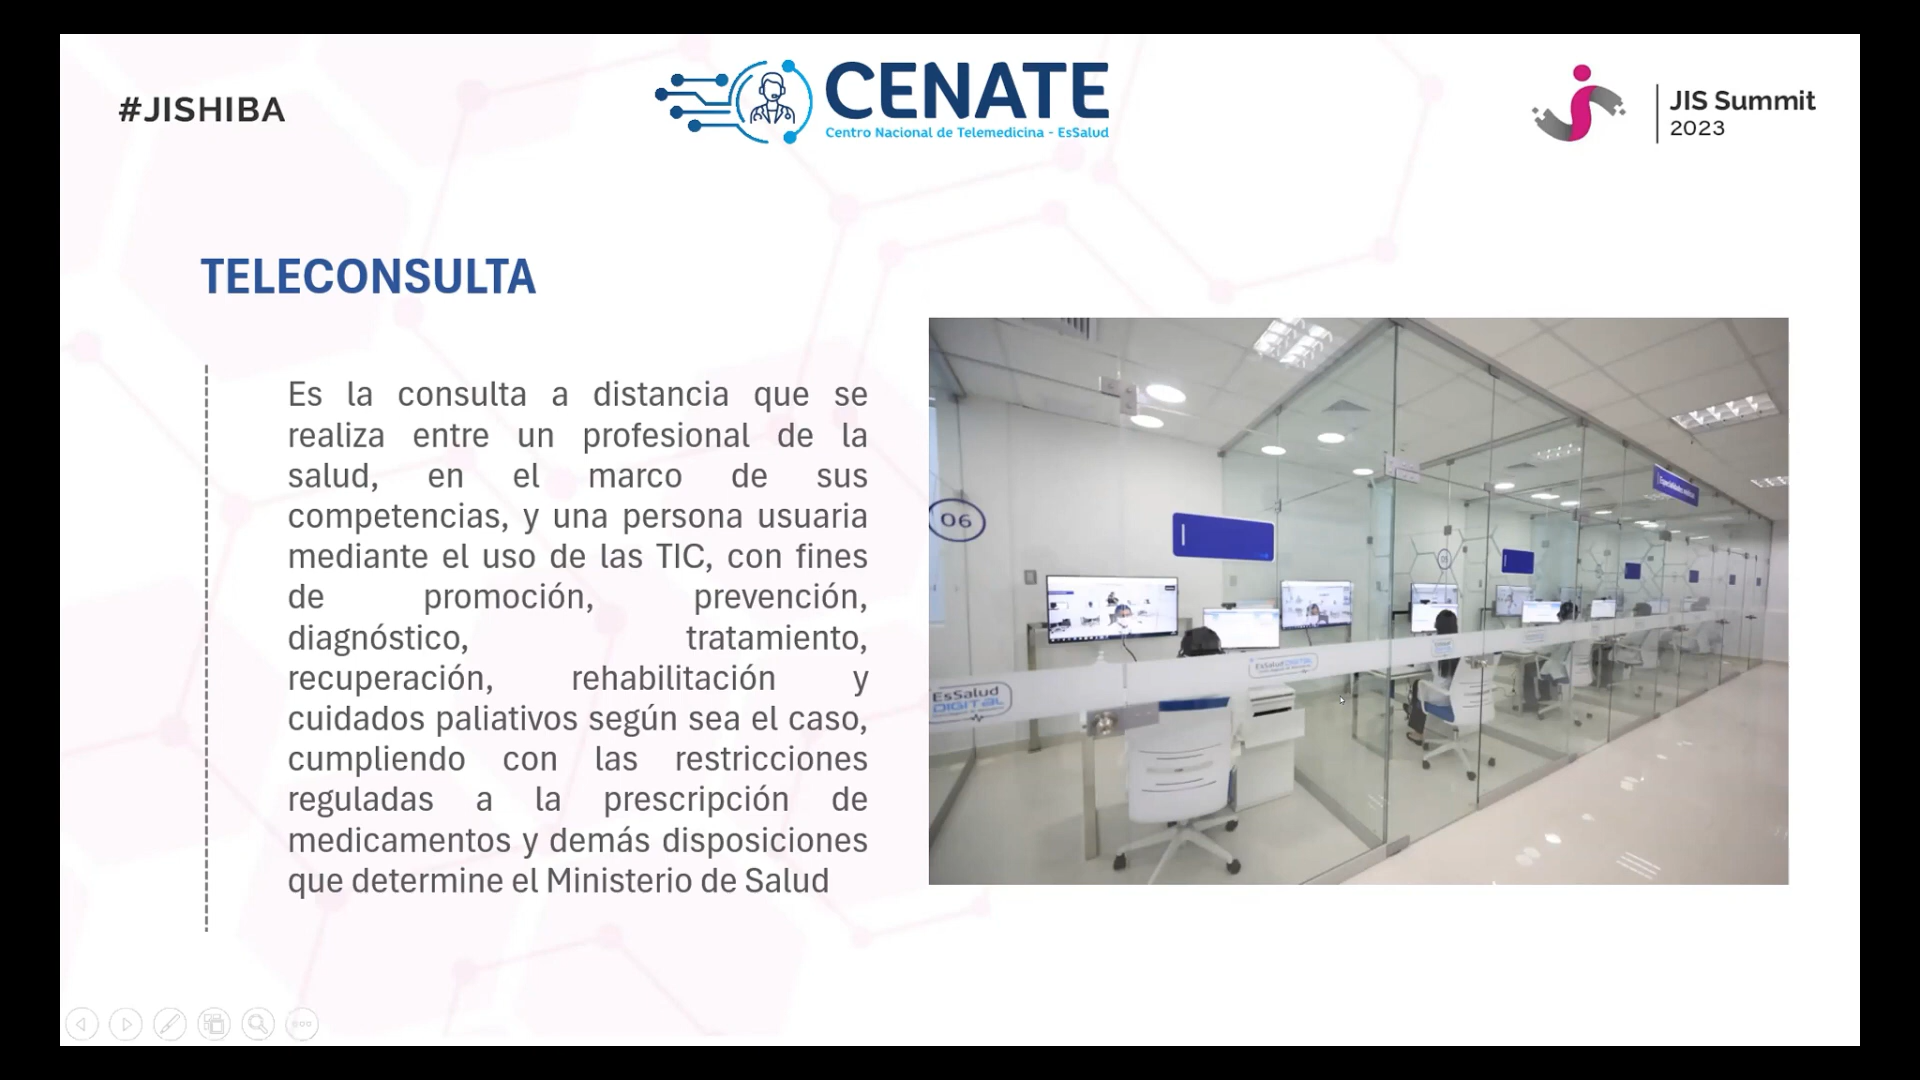 #JISHIBA
CENATE
Centro Nacional de Telemedicina - EsSalud
JIS Summit
2023
TELECONSULTA
Es la consulta a distancia que se
realiza entre un profesional de la
salud, en el marco de sus
competencias, y una persona usuaria
mediante el uso de las TIC, con fines
de promoción, prevención,
diagnóstico, tratamiento,
recuperación, rehabilitación y
cuidados paliativos según sea el caso,
cumpliendo con las restricciones
reguladas a la prescripción de
medicamentos y demás disposiciones
que determine el Ministerio de Salud
06
EsSalud
DIGITAL
EsSalud DIGITAL